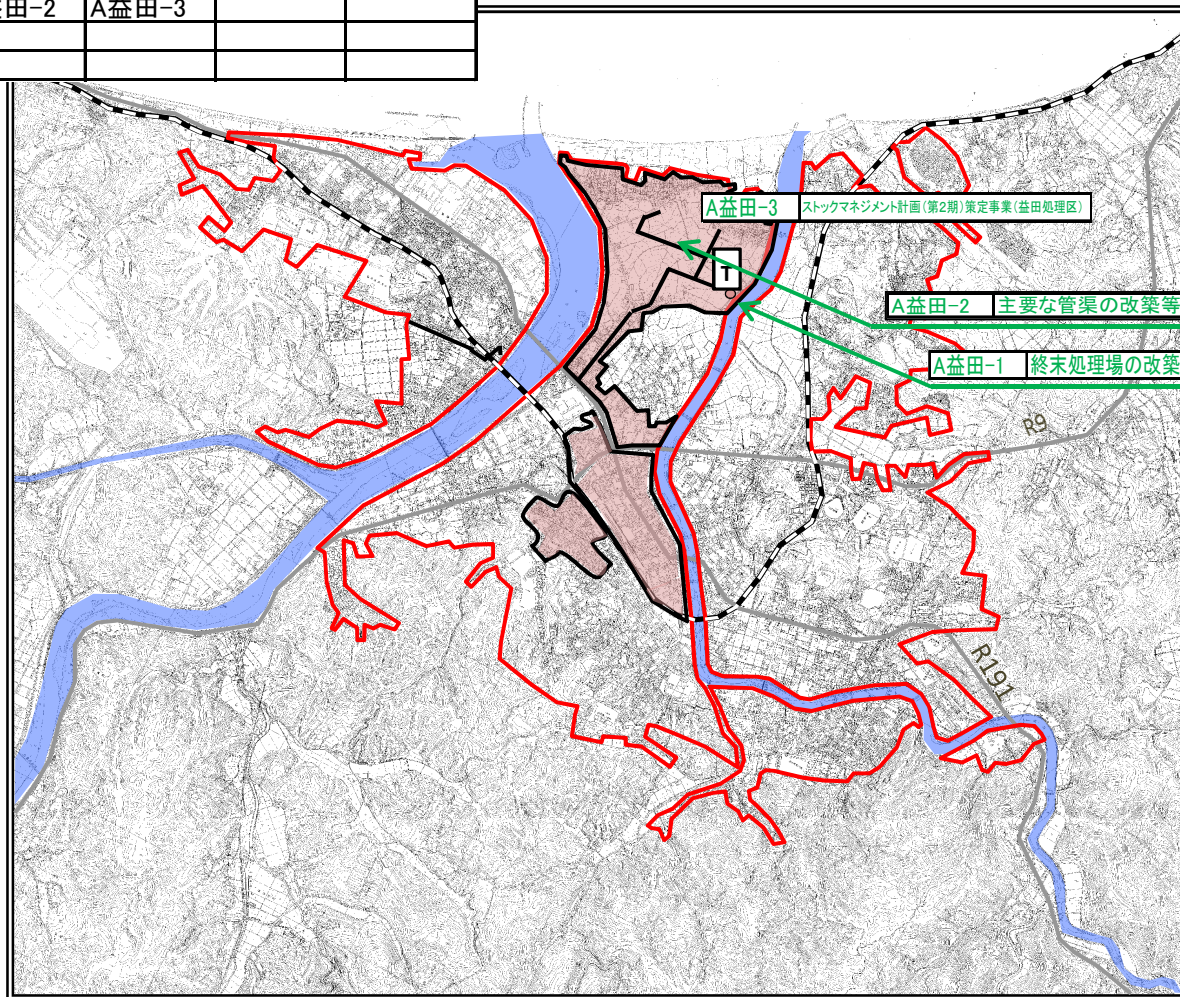 益田-2 A益田-3
A益田-3 ストックマネジメント計画(第2期)策定事業(益田処理区)
T
A益田-2 主要な管渠の改築等
A益田-1 終末処理場の改築
R9
R191